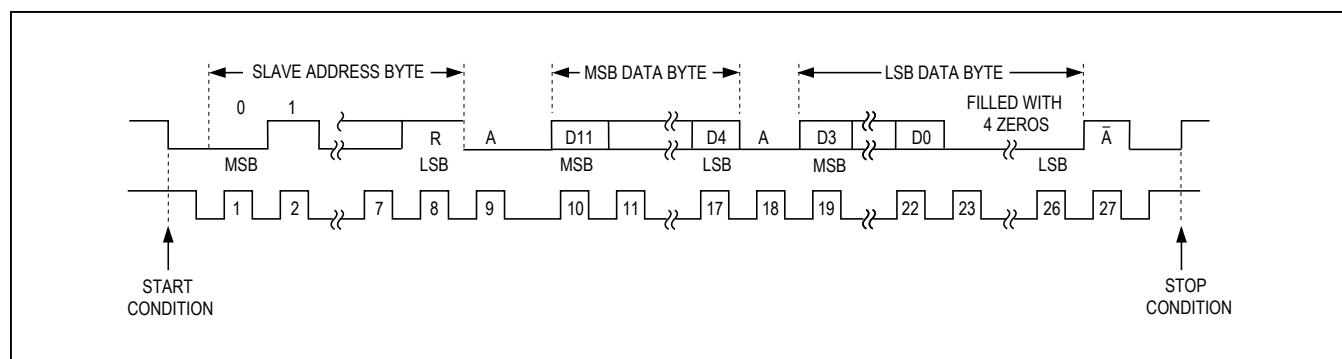 SLAVE ADDRESS BYTE MSB DATA BYTE LSB DATA BYTE
0 1 FILLED WITH
4 ZEROS
R A D11 D4 A D3 D0 Ā
MSB LSB MSB LSB MSB LSB
1 2 7 8 9 10 11 17 18 19 22 23 26 27
START
CONDITION
STOP
CONDITION